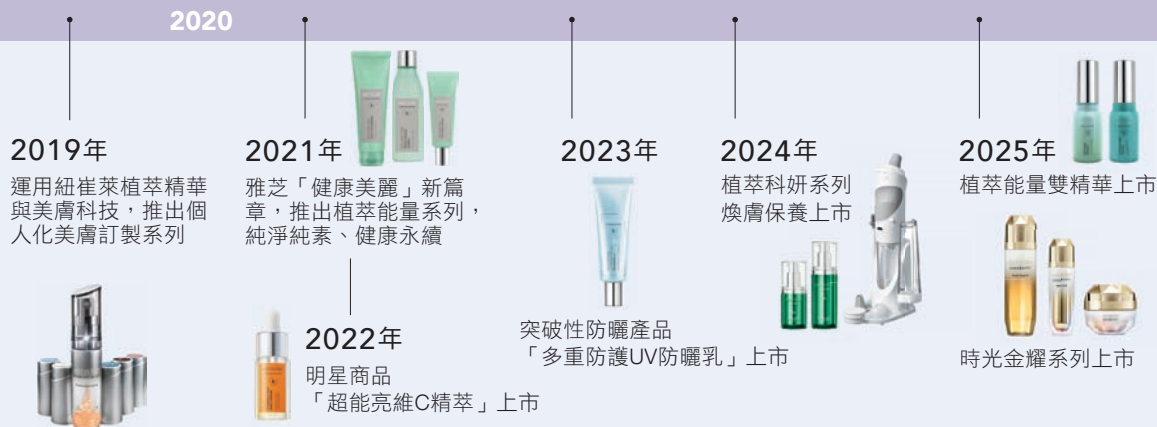 2020
2019年
運用紐崔萊植萃精華
與美膚科技，推出個
人化美膚訂製系列
2021年
雅芝「健康美麗」新篇
章，推出植萃能量系列，
純淨純素、健康永續
2022年
明星商品
「超能亮維C精萃」上市
2023年
突破性防曬產品
「多重防護UV防曬乳」上市
2024年
植萃科妍系列
煥膚保養上市
2025年
植萃能量雙精華上市
時光金耀系列上市